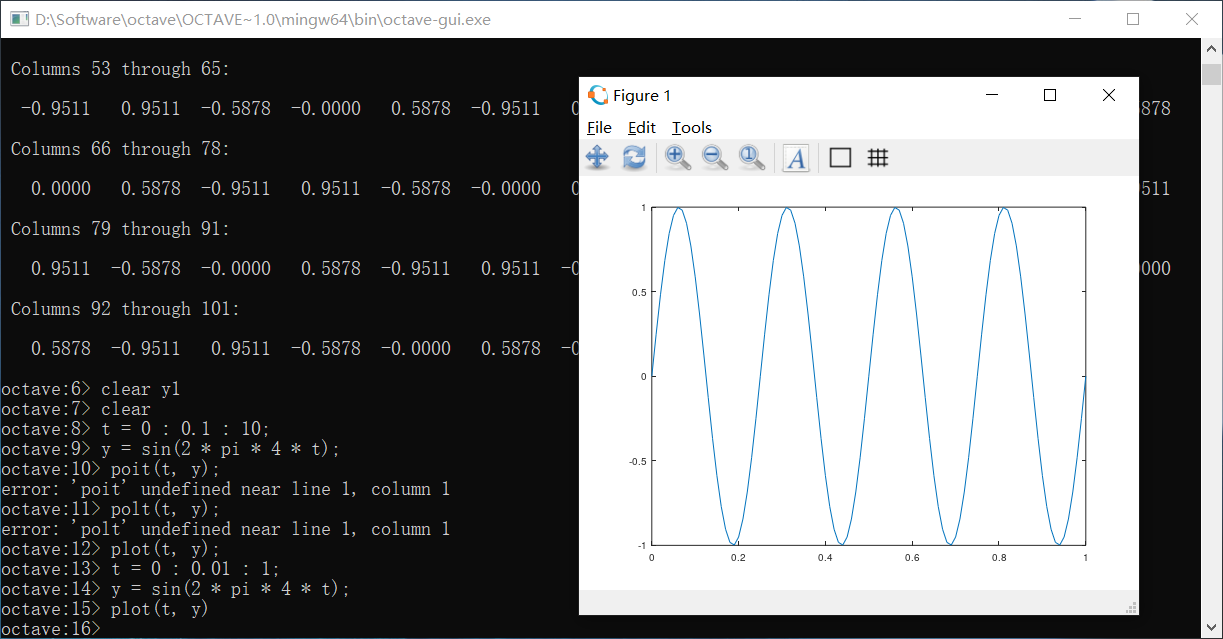 D:\Software\octave\OCTAVE~1.0\mingw64\bin\octave-gui.exe
Columns 53 through 65:
-0.9511 0.9511 -0.5878 -0.0000 0.5878 -0.9511
Columns 66 through 78:
0.0000 0.5878 -0.9511 0.9511 -0.5878 -0.0000
Columns 79 through 91:
0.9511 -0.5878 -0.0000 0.5878 -0.9511 0.9511
Columns 92 through 101:
0.5878 -0.9511 0.9511 -0.5878 -0.0000 0.5878
octave:6> clear y1
octave:7> clear
octave:8> t = 0 : 0.1 : 10;
octave:9> y = sin(2 * pi * 4 * t);
octave:10> poit(t, y);
error: 'poit' undefined near line 1, column 1
octave:11> polt(t, y);
error: 'polt' undefined near line 1, column 1
octave:12> plot(t, y);
octave:13> t = 0 : 0.01 : 1;
octave:14> y = sin(2 * pi * 4 * t);
octave:15> plot(t, y)
octave:16>
Figure 1
File Edit Tools
1
0.5
0
-0.5
-1
0 0.2 0.4 0.6 0.8 1